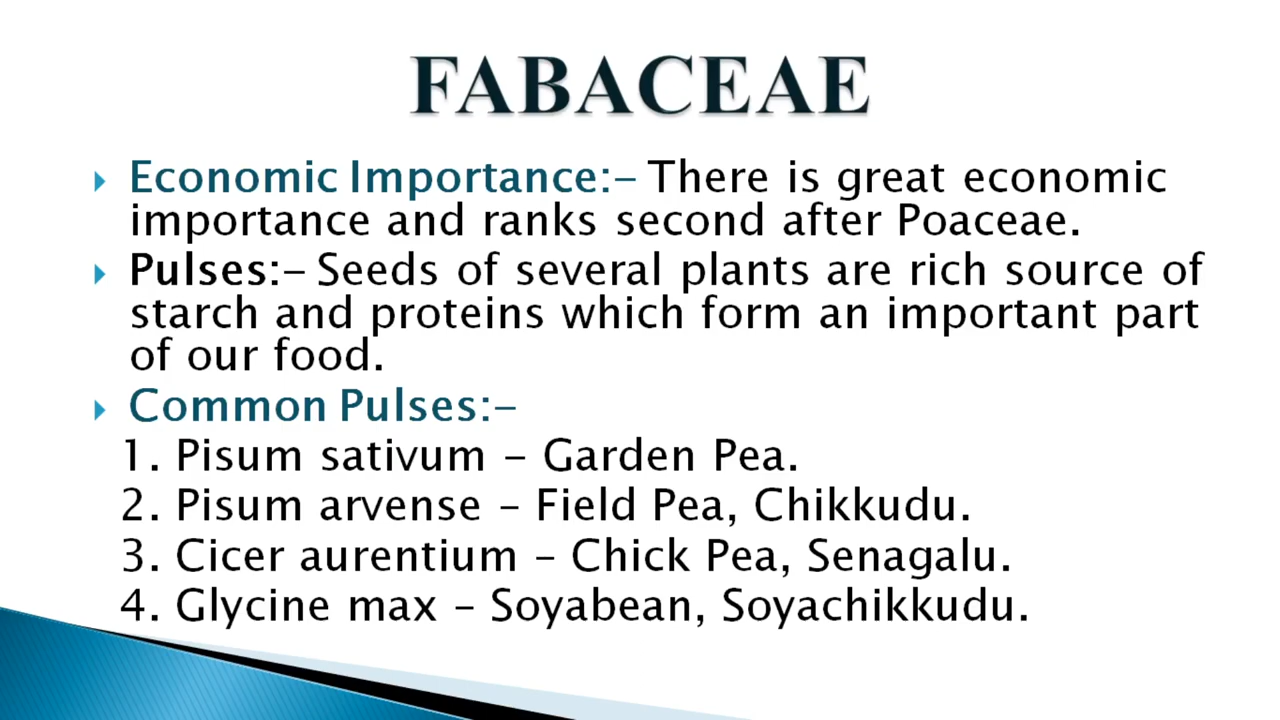 FABACEAE
Economic Importance:- There is great economic
importance and ranks second after Poaceae.
Pulses:- Seeds of several plants are rich source of
starch and proteins which form an important part
of our food.
Common Pulses:-
1. Pisum sativum - Garden Pea.
2. Pisum arvense – Field Pea, Chikkudu.
3. Cicer aurentium – Chick Pea, Senagalu.
4. Glycine max – Soyabean, Soyachikkudu.